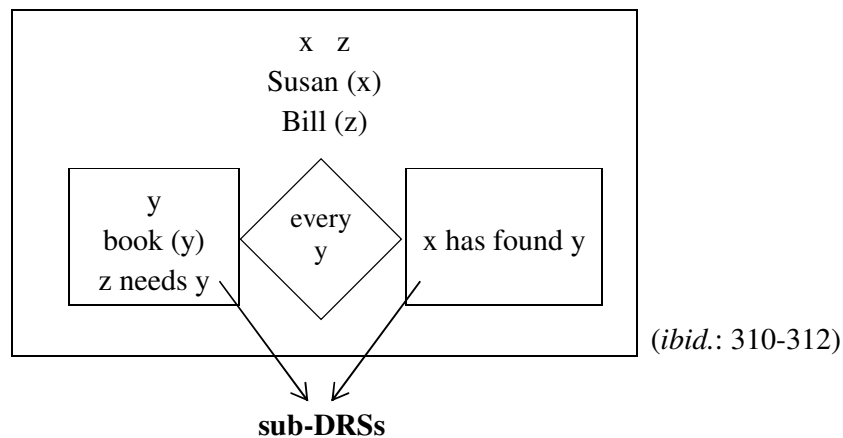 x z
Susan (x)
Bill (z)
y
book (y)
z needs y
every
y
x has found y
(ibid.: 310-312)
sub-DRSs